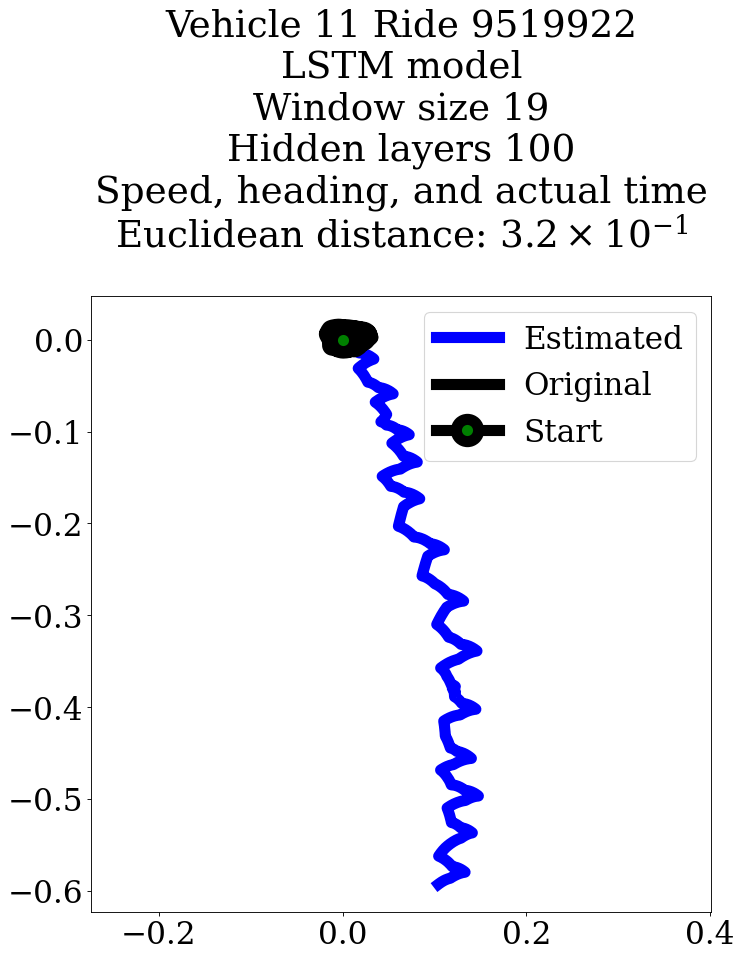 Vehicle 11 Ride 9519922
LSTM model
Window size 19
Hidden layers 100
Speed, heading, and actual time
Euclidean distance: 3.2 × 10⁻¹
Estimated
Original
Start
0.0
−0.1
−0.2
−0.3
−0.4
−0.5
−0.6
−0.2 0.0 0.2 0.4